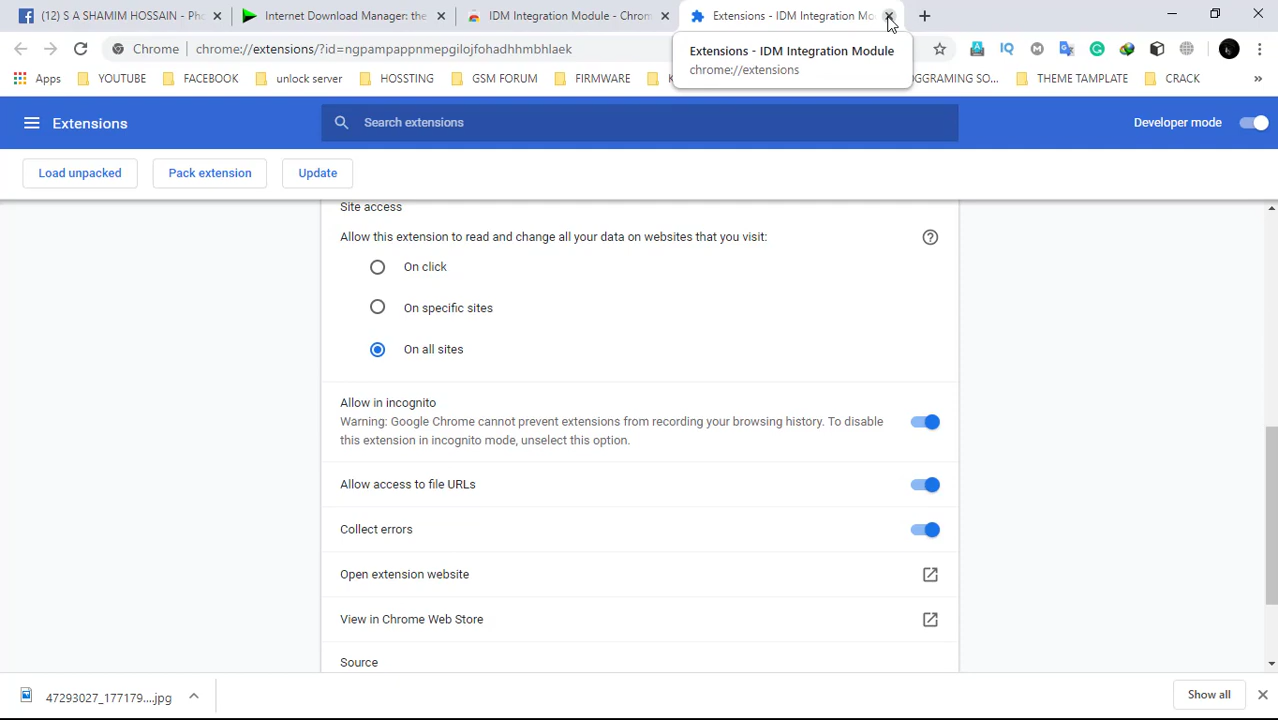 (12) S A SHAMIM HOSSAIN - Pho
Internet Download Manager: the
IDM Integration Module - Chrom
Extensions - IDM Integration Mo
Chrome
chrome://extensions/?id=ngpampappnmepgilojfohadhhmbhlaek
Extensions - IDM Integration Module
chrome://extensions
Apps
YOUTUBE
FACEBOOK
unlock server
HOSSTING
GSM FORUM
FIRMWARE
K
OGGRAMING SO...
THEME TAMPLATE
CRACK
Extensions
Search extensions
Developer mode
Load unpacked
Pack extension
Update
Site access
Allow this extension to read and change all your data on websites that you visit:
On click
On specific sites
On all sites
Allow in incognito
Warning: Google Chrome cannot prevent extensions from recording your browsing history. To disable
this extension in incognito mode, unselect this option.
Allow access to file URLs
Collect errors
Open extension website
View in Chrome Web Store
Source
47293027_177179....jpg
Show all